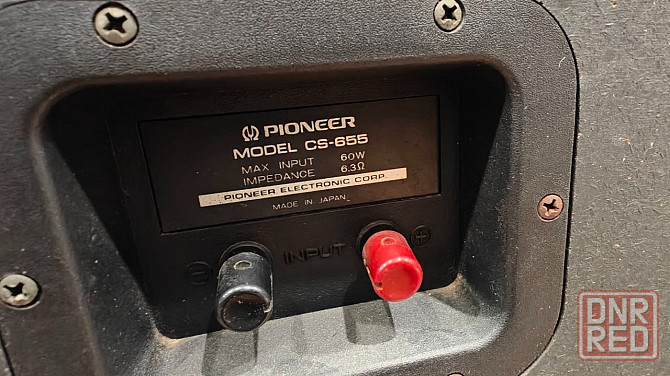 PIONEER
MODEL CS-655
MAX INPUT 60W
IMPEDANCE 6.3Ω
PIONEER ELECTRONIC CORP.
MADE IN JAPAN
⊖ INPUT ⊕
DNR
RED